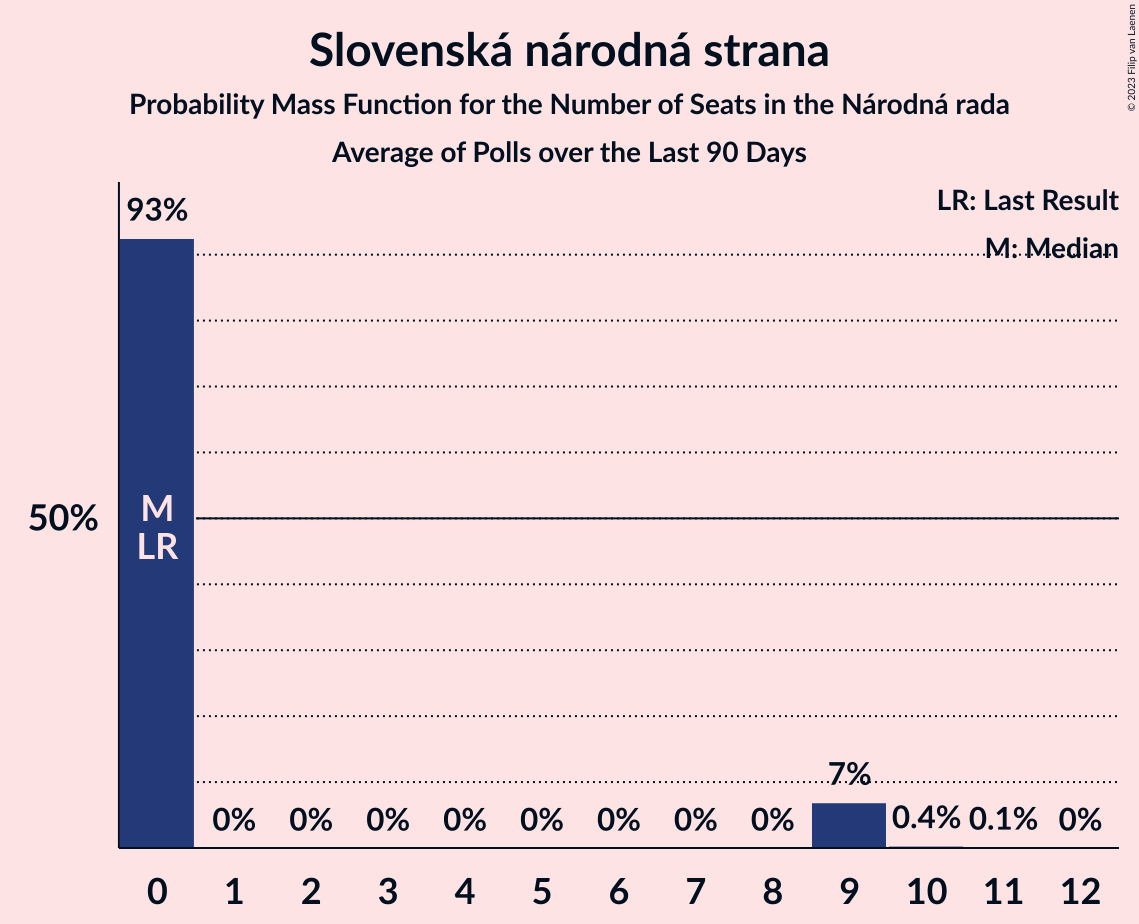 Slovenská národná strana
Probability Mass Function for the Number of Seats in the Národná rada
Average of Polls over the Last 90 Days
© 2023 Filip van Laenen
LR: Last Result
M: Median
93%
50%
M
LR
0% 0% 0% 0% 0% 0% 0% 0% 7% 0.4% 0.1% 0%
0 1 2 3 4 5 6 7 8 9 10 11 12